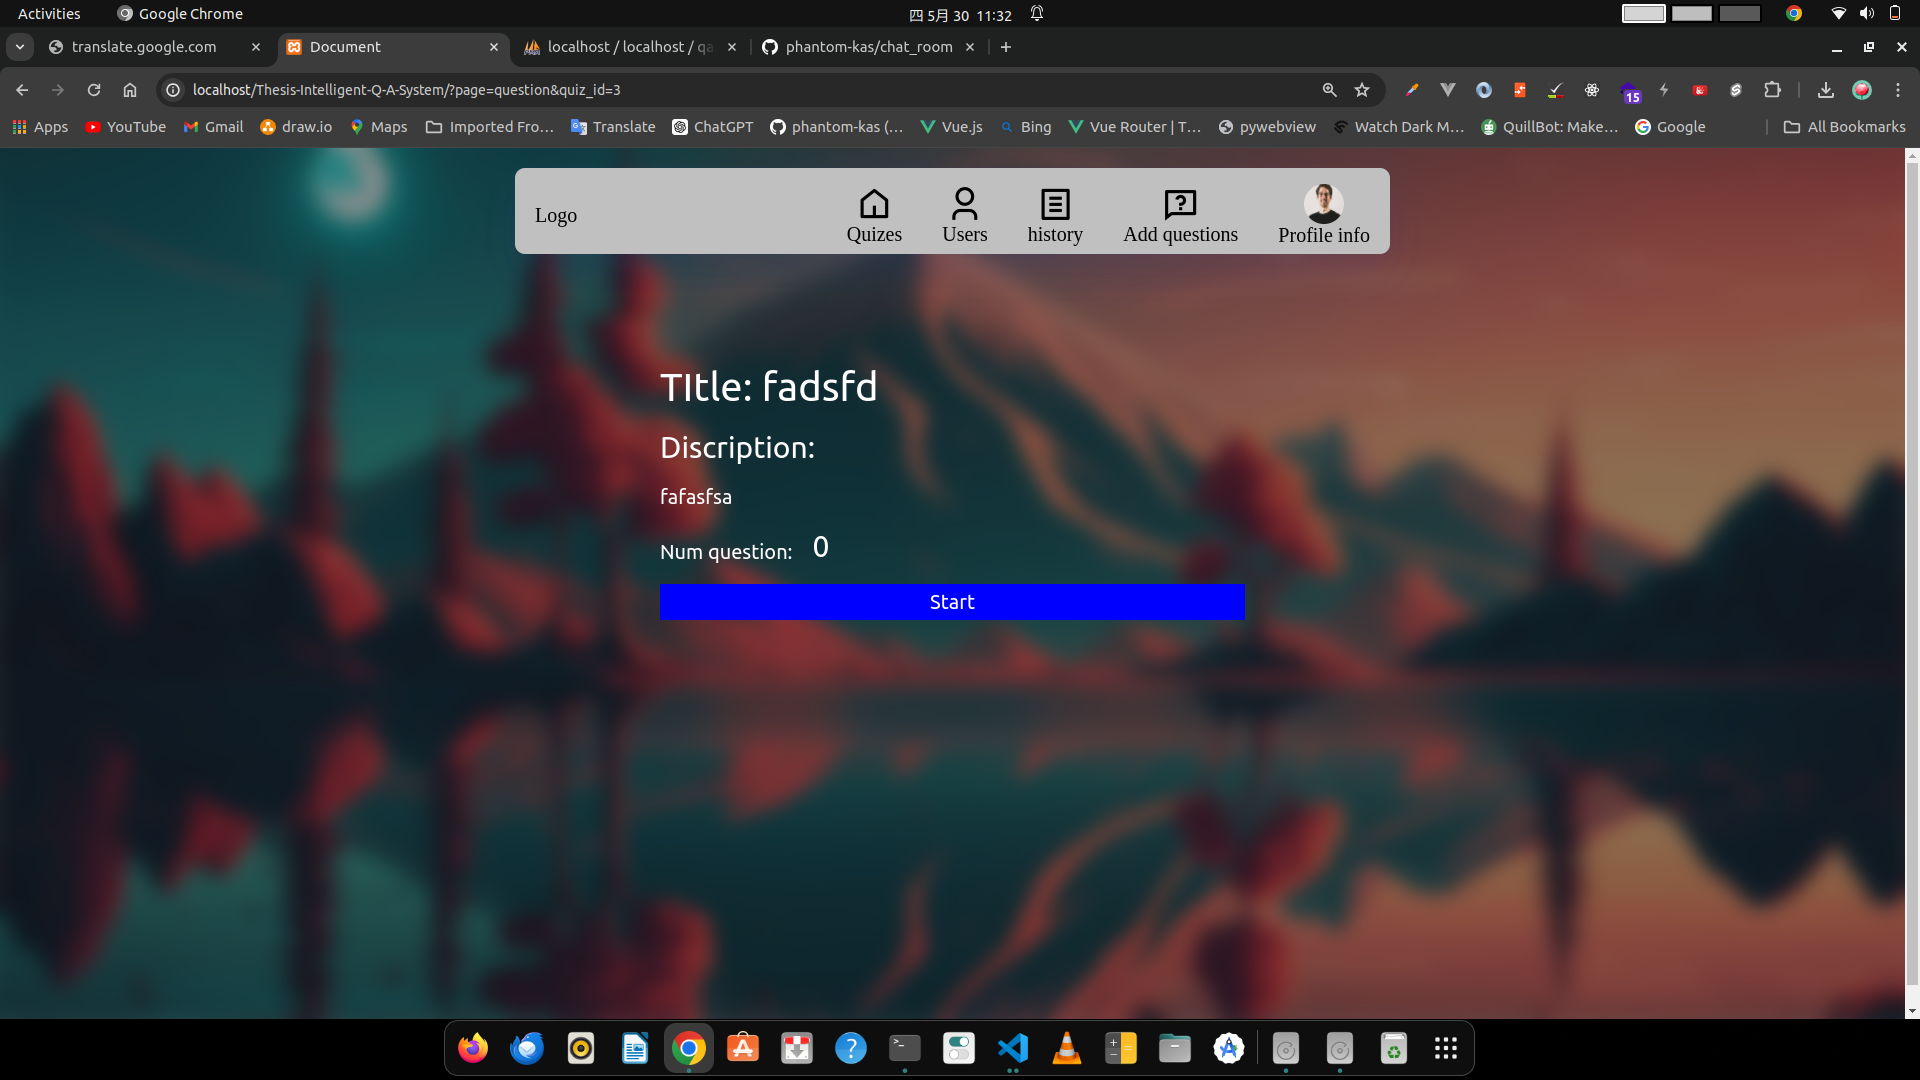 Activities
Google Chrome
四 5月 30 11:32
translate.google.com
Document
localhost / localhost / qa
phantom-kas/chat_room
localhost/Thesis-Intelligent-Q-A-System/?page=question&quiz_id=3
15
Apps
YouTube
Gmail
draw.io
Maps
Imported Fro…
Translate
ChatGPT
phantom-kas (…
Vue.js
Bing
Vue Router | T…
pywebview
Watch Dark M…
QuillBot: Make…
Google
All Bookmarks
Logo
Quizes
Users
history
Add questions
Profile info
TItle: fadsfd
Discription:
fafasfsa
Num question: 0
Start